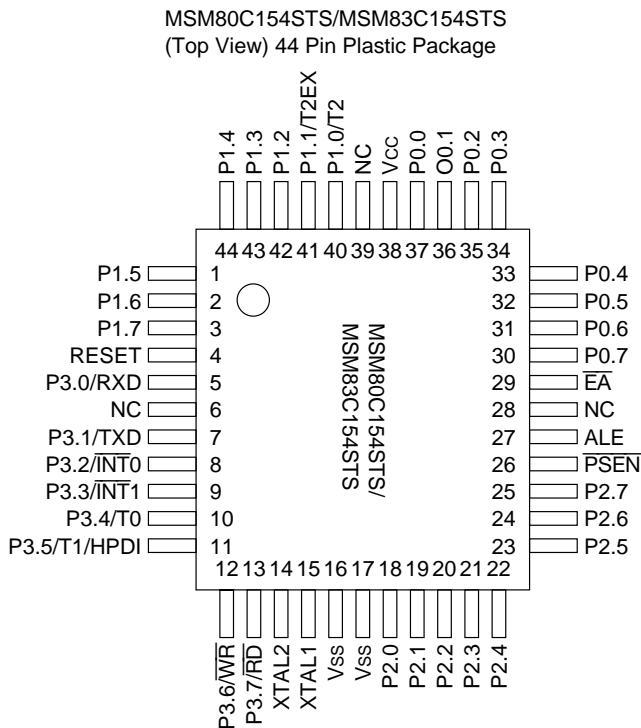 MSM80C154STS/MSM83C154STS
(Top View) 44 Pin Plastic Package
P1.4
P1.3
P1.2
P1.1/T2EX
P1.0/T2
NC
VCC
P0.0
O0.1
P0.2
P0.3
44 43 42 41 40 39 38 37 36 35 34
P1.5 1
P1.6 2
P1.7 3
RESET 4
P3.0/RXD 5
NC 6
P3.1/TXD 7
P3.2/INT0 8
P3.3/INT1 9
P3.4/T0 10
P3.5/T1/HPDI 11
MSM80C154STS/
MSM83C154STS
33 P0.4
32 P0.5
31 P0.6
30 P0.7
29 EA
28 NC
27 ALE
26 PSEN
25 P2.7
24 P2.6
23 P2.5
12 13 14 15 16 17 18 19 20 21 22
P3.6/WR
P3.7/RD
XTAL2
XTAL1
VSS
VSS
P2.0
P2.1
P2.2
P2.3
P2.4